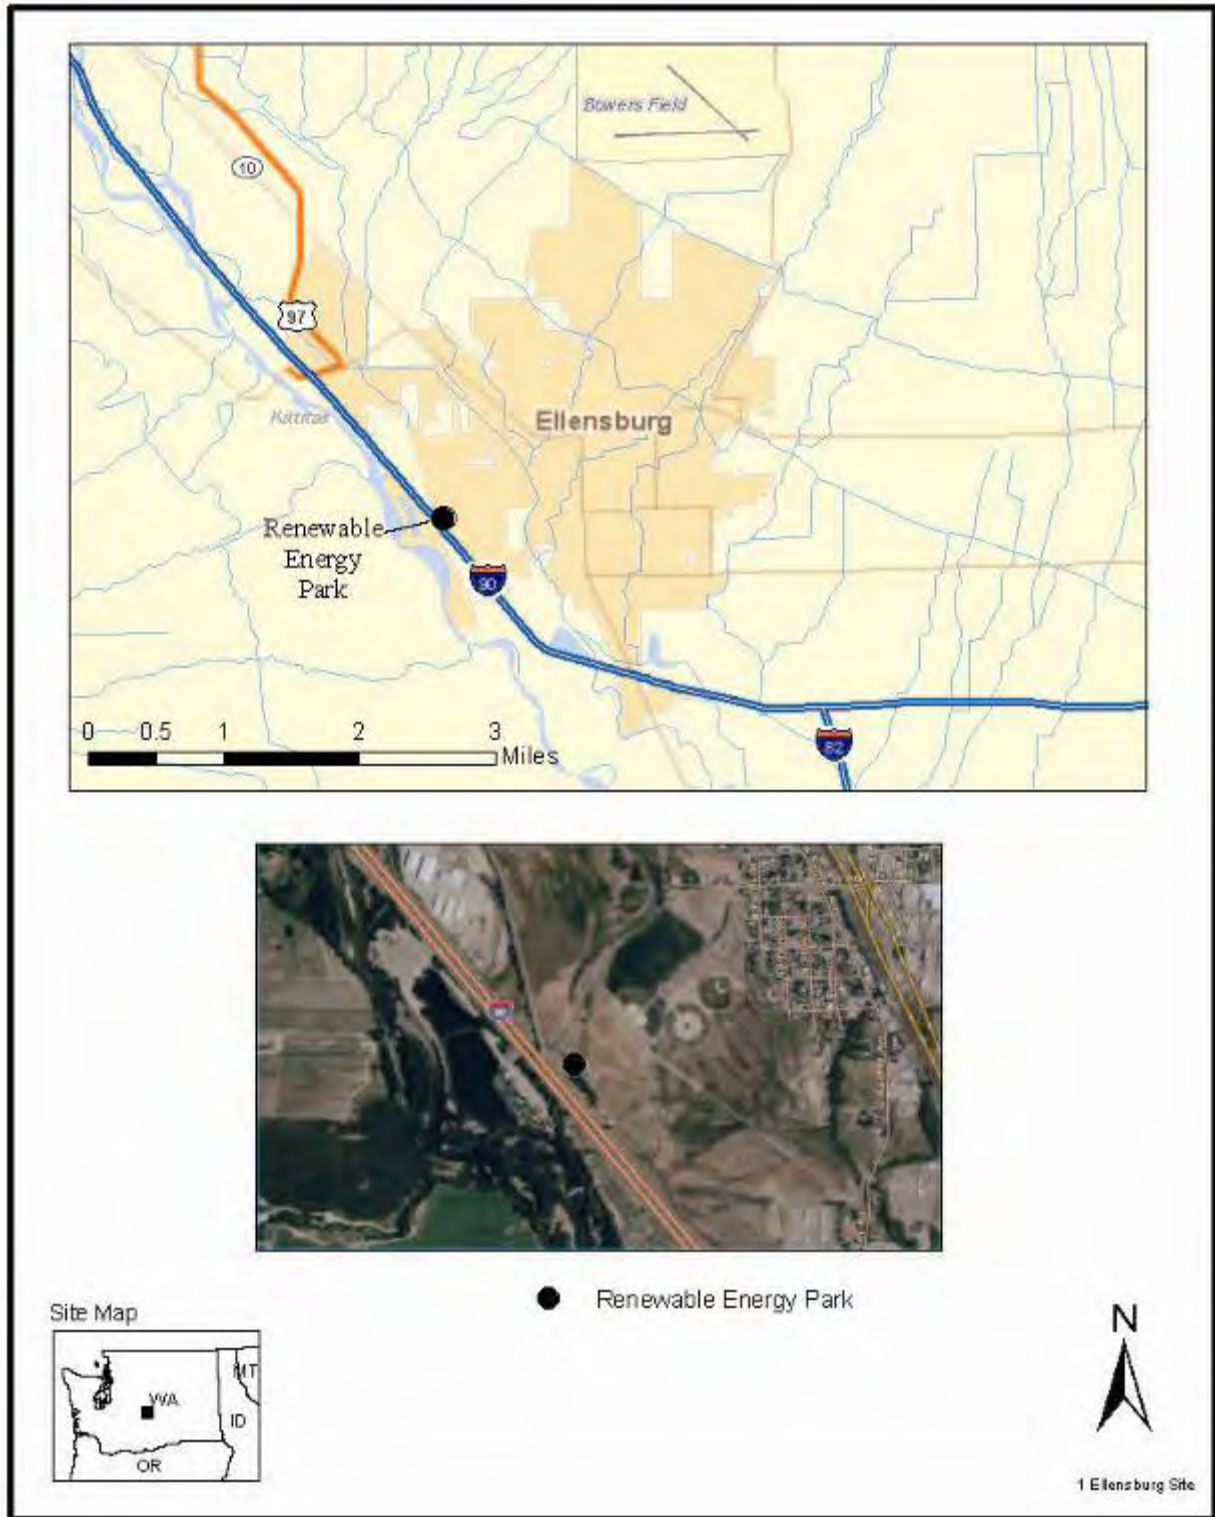 Bowers Field
10
97
Kittitas
Ellensburg
Renewable
Energy
Park
90
82
0 0.5 1 2 3
Miles
90
Renewable Energy Park
Site Map
MT
WA
ID
OR
N
1 Ellensburg Site